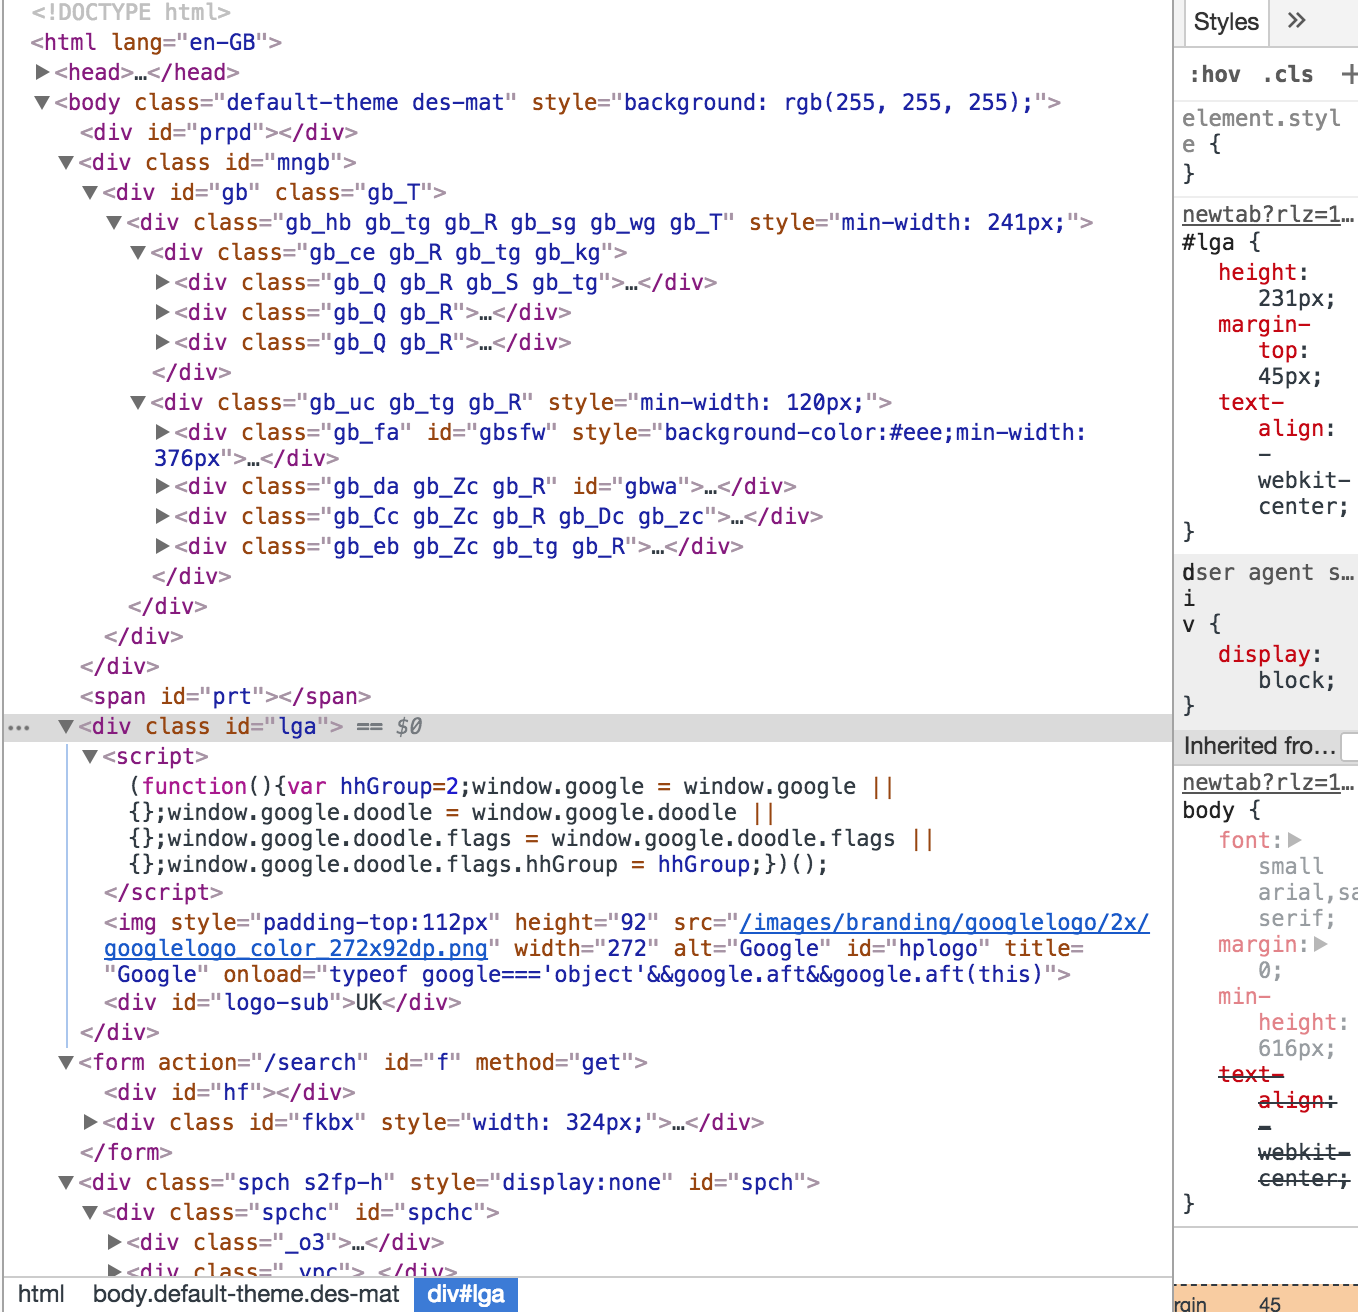 <!DOCTYPE html>
<html lang="en-GB">
▶<head>…</head>
▼<body class="default-theme des-mat" style="background: rgb(255, 255, 255);">
<div id="prpd"></div>
▼<div class id="mngb">
▼<div id="gb" class="gb_T">
▼<div class="gb_hb gb_tg gb_R gb_sg gb_wg gb_T" style="min-width: 241px;">
▼<div class="gb_ce gb_R gb_tg gb_kg">
▶<div class="gb_Q gb_R gb_S gb_tg">…</div>
▶<div class="gb_Q gb_R">…</div>
▶<div class="gb_Q gb_R">…</div>
</div>
▼<div class="gb_uc gb_tg gb_R" style="min-width: 120px;">
▶<div class="gb_fa" id="gbsfw" style="background-color:#eee;min-width:
376px">…</div>
▶<div class="gb_da gb_Zc gb_R" id="gbwa">…</div>
▶<div class="gb_Cc gb_Zc gb_R gb_Dc gb_zc">…</div>
▶<div class="gb_eb gb_Zc gb_tg gb_R">…</div>
</div>
</div>
</div>
</div>
<span id="prt"></span>
… ▼<div class id="lga"> == $0
▼<script>
(function(){var hhGroup=2;window.google = window.google ||
{};window.google.doodle = window.google.doodle ||
{};window.google.doodle.flags = window.google.doodle.flags ||
{};window.google.doodle.flags.hhGroup = hhGroup;})();
</script>
<img style="padding-top:112px" height="92" src="/images/branding/googlelogo/2x/
googlelogo_color_272x92dp.png" width="272" alt="Google" id="hplogo" title=
"Google" onload="typeof google==='object'&&google.aft&&google.aft(this)">
<div id="logo-sub">UK</div>
</div>
▼<form action="/search" id="f" method="get">
<div id="hf"></div>
▶<div class id="fkbx" style="width: 324px;">…</div>
</form>
▼<div class="spch s2fp-h" style="display:none" id="spch">
▼<div class="spchc" id="spchc">
▶<div class="_o3">…</div>
▶<div class="_ypc">…</div>
html body.default-theme.des-mat div#lga
Styles »
:hov .cls +
element.styl
e {
}
newtab?rlz=1…
#lga {
height:
231px;
margin-
top:
45px;
text-
align:
-
webkit-
center;
}
dser agent s…
i
v {
display:
block;
}
Inherited fro…
newtab?rlz=1…
body {
font:▶
small
arial,sa
serif;
margin:▶
0;
min-
height:
616px;
text-
align:
-
webkit-
center;
}
rgin 45